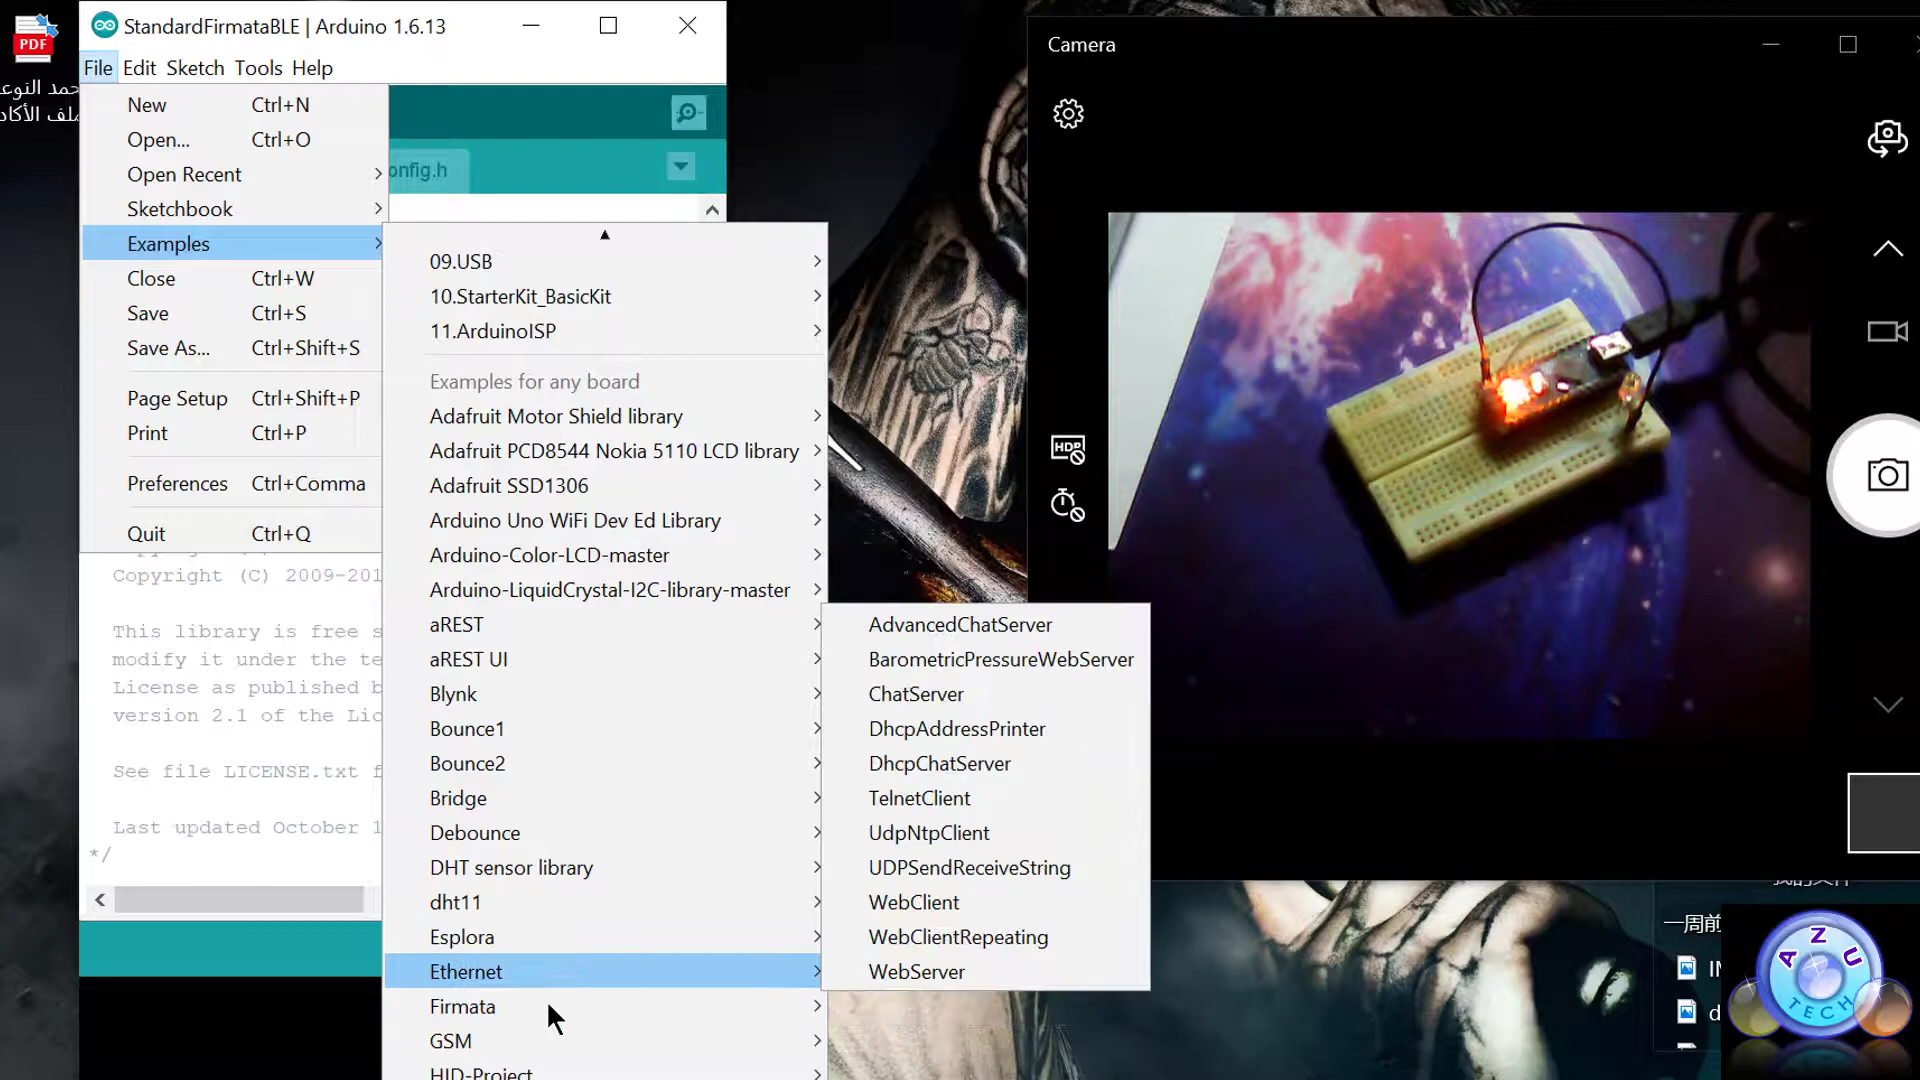 PDF
StandardFirmataBLE | Arduino 1.6.13
File Edit Sketch Tools Help
New Ctrl+N
Open... Ctrl+O
Open Recent
Sketchbook
Examples
Close Ctrl+W
Save Ctrl+S
Save As... Ctrl+Shift+S
Page Setup Ctrl+Shift+P
Print Ctrl+P
Preferences Ctrl+Comma
Quit Ctrl+Q
onfig.h
This library is free s
modify it under the te
License as published b
version 2.1 of the Lic
See file LICENSE.txt f
Last updated October 1
*/
Copyright (C) 2009-201
09.USB
10.StarterKit_BasicKit
11.ArduinoISP
Examples for any board
Adafruit Motor Shield library
Adafruit PCD8544 Nokia 5110 LCD library
Adafruit SSD1306
Arduino Uno WiFi Dev Ed Library
Arduino-Color-LCD-master
Arduino-LiquidCrystal-I2C-library-master
aREST
aREST UI
Blynk
Bounce1
Bounce2
Bridge
Debounce
DHT sensor library
dht11
Esplora
Ethernet
Firmata
GSM
HID-Project
AdvancedChatServer
BarometricPressureWebServer
ChatServer
DhcpAddressPrinter
DhcpChatServer
TelnetClient
UdpNtpClient
UDPSendReceiveString
WebClient
WebClientRepeating
WebServer
Camera
HDR
一周前
AZU
TECH